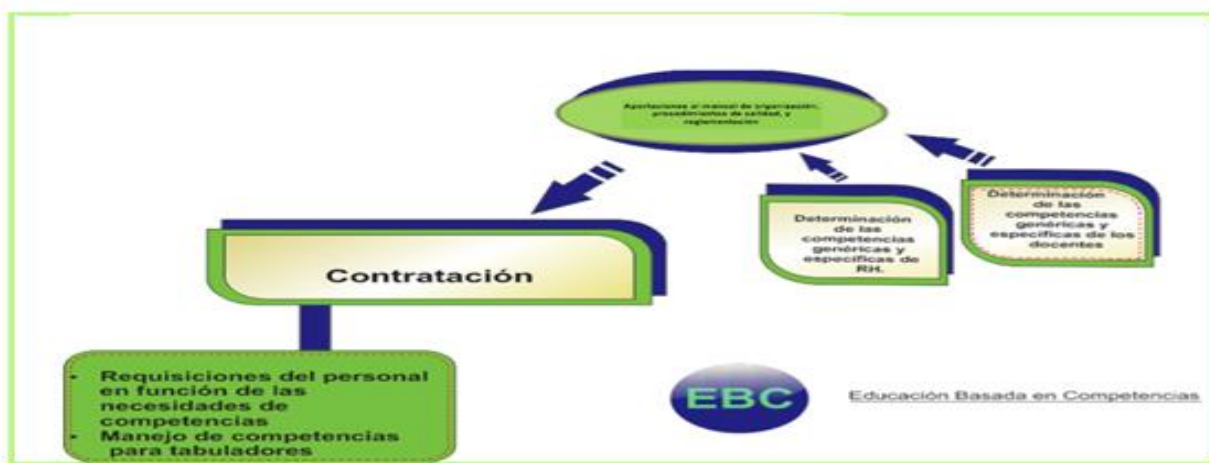 Aportaciones al manual de organización,
procedimientos de calidad, y
reglamentación
Determinación
de las
competencias
genéricas y
específicas de los
docentes
Determinación
de las
competencias
genéricas y
específicas de
RH.
Contratación
• Requisiciones del personal
en función de las
necesidades de
competencias
• Manejo de competencias
para tabuladores
EBC
Educación Basada en Competencias